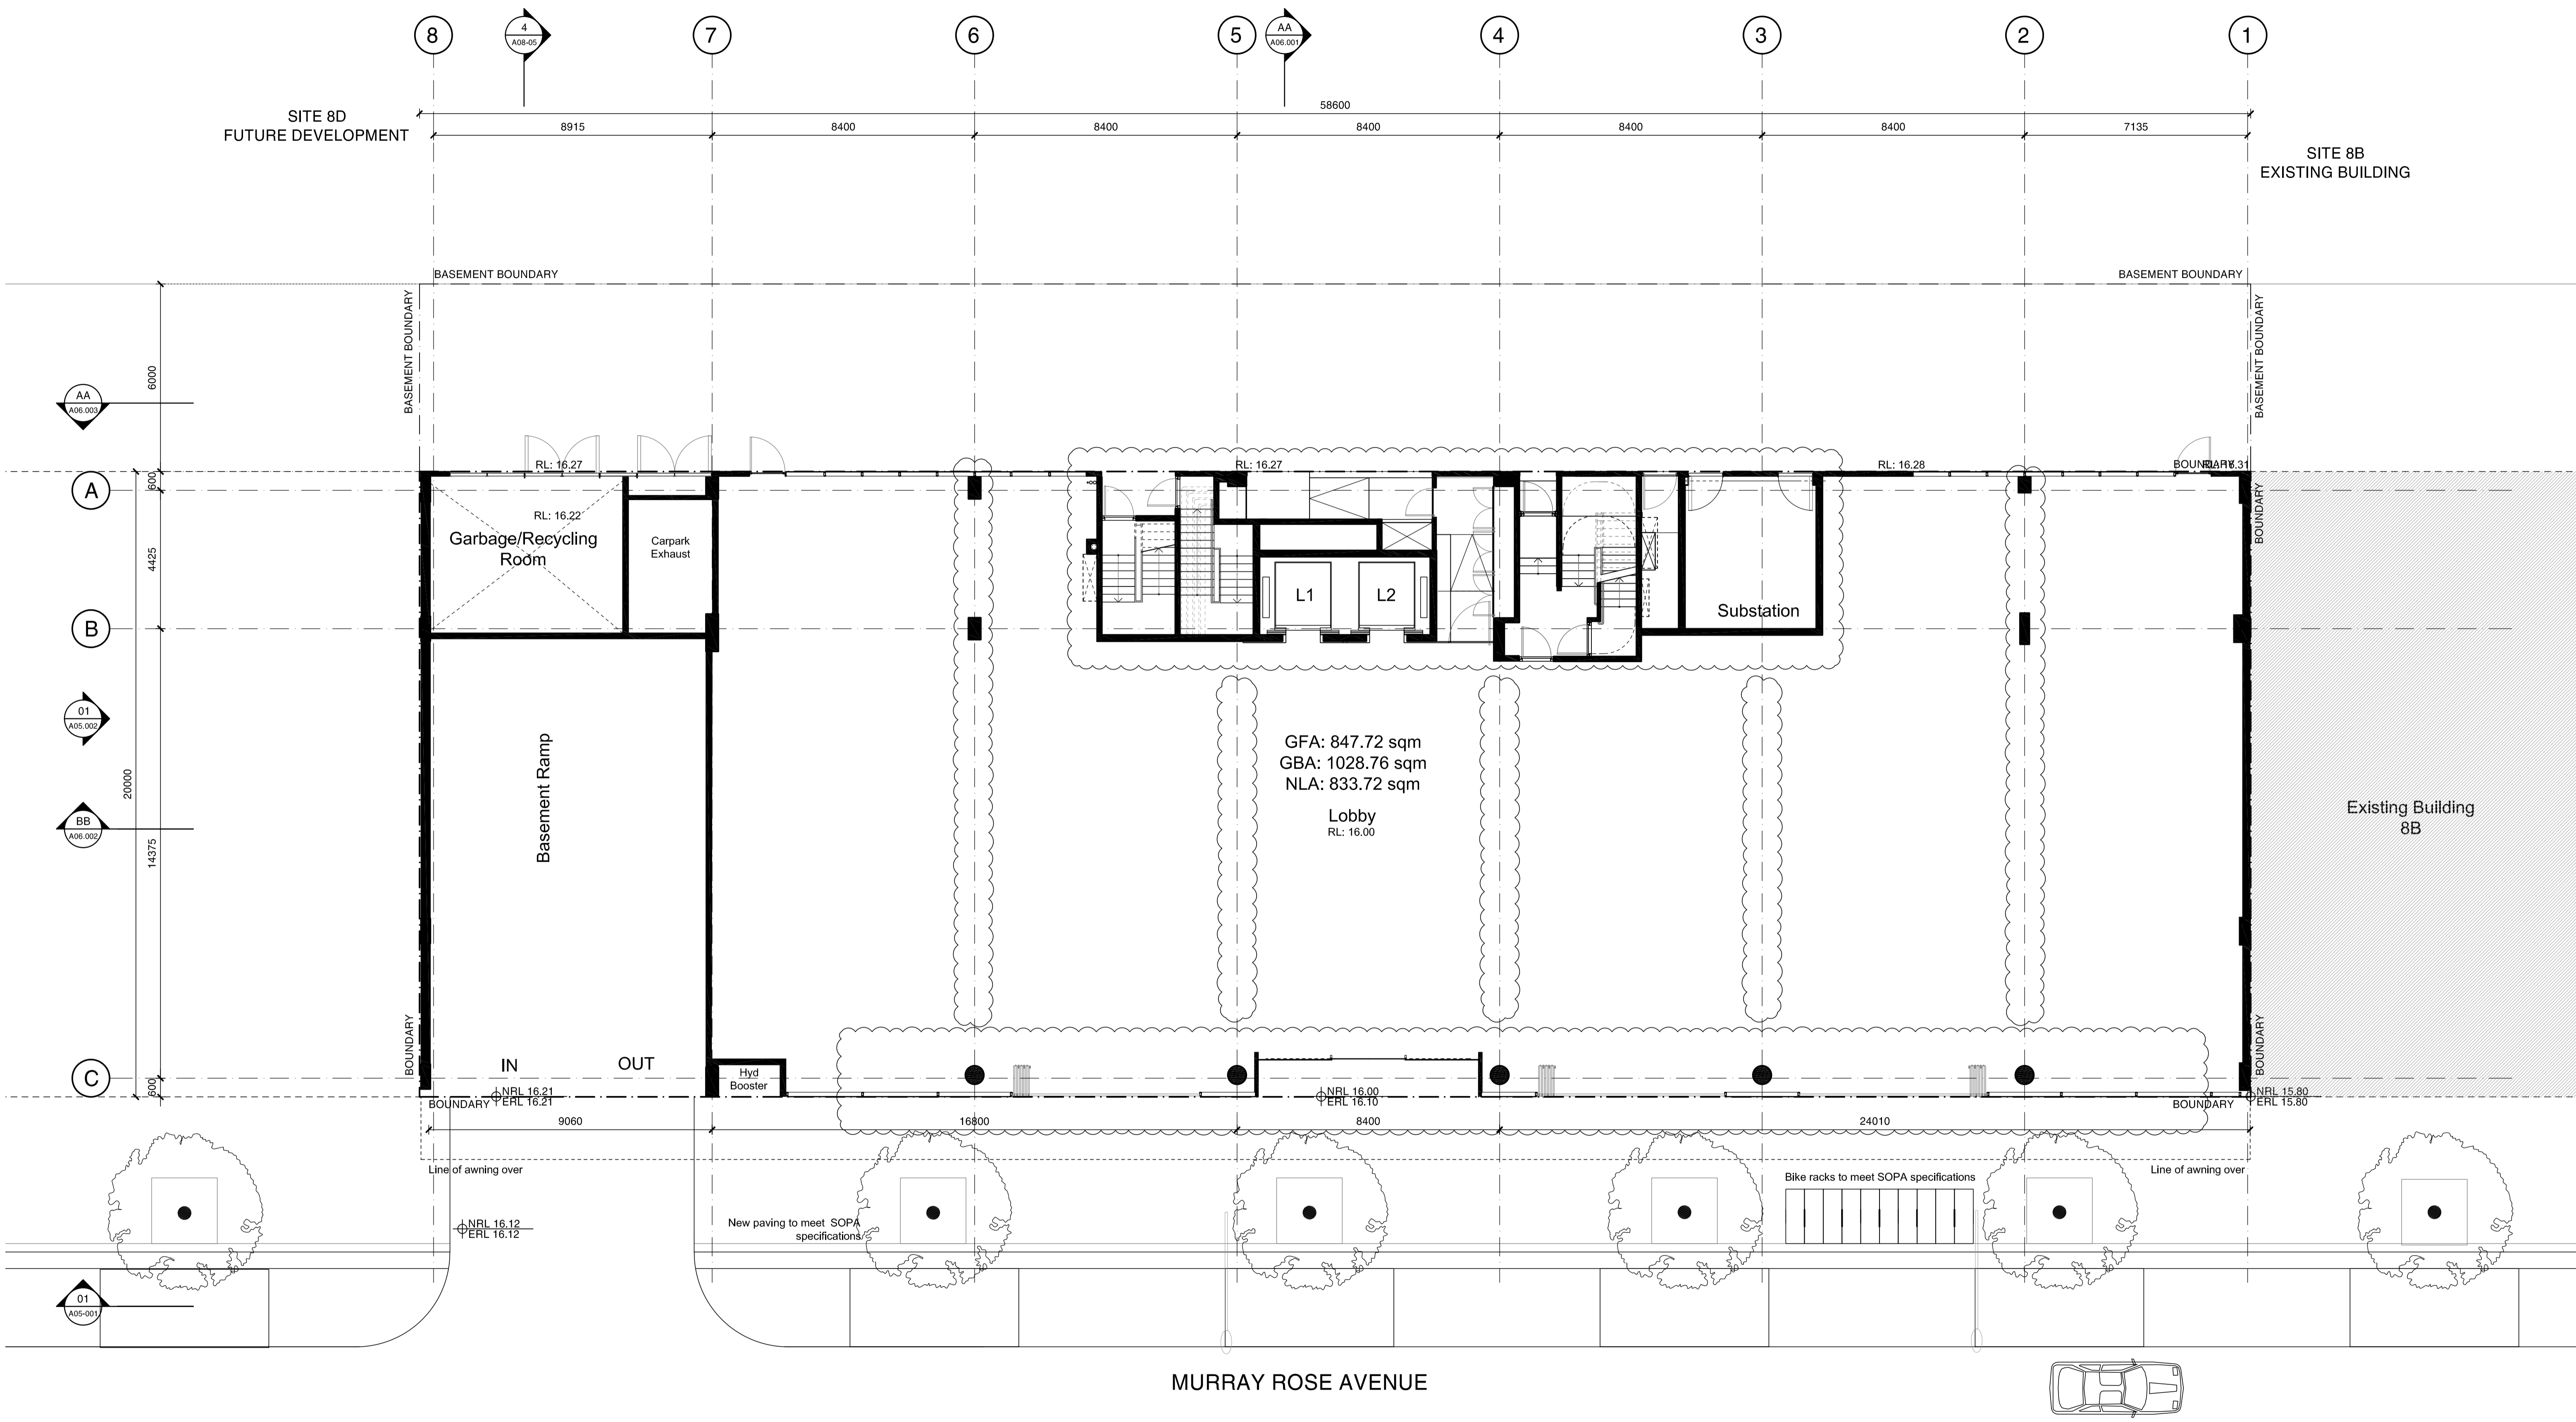 8
4
A08-05
7
6
5
AA
A06.001
4
3
2
1
58600
SITE 8D
FUTURE DEVELOPMENT
8915
8400
8400
8400
8400
8400
7135
SITE 8B
EXISTING BUILDING
BASEMENT BOUNDARY
BASEMENT BOUNDARY
BASEMENT BOUNDARY
BASEMENT BOUNDARY
6000
AA
A06.003
RL: 16.27
RL: 16.27
RL: 16.28
BOUNDARY
A
600
RL: 16.22
Garbage/Recycling
Room
Carpark
Exhaust
BOUNDARY
4425
L1
L2
Substation
B
01
A05.002
Basement Ramp
GFA: 847.72 sqm
GBA: 1028.76 sqm
NLA: 833.72 sqm
Lobby
RL: 16.00
20000
BB
A06.002
14375
Existing Building
8B
BOUNDARY
BOUNDARY
IN
OUT
C
600
Hyd
Booster
NRL 16.21
ERL 16.21
NRL 16.00
ERL 16.10
NRL 15.80
ERL 15.80
BOUNDARY
BOUNDARY
9060
16800
8400
24010
Line of awning over
Line of awning over
Bike racks to meet SOPA specifications
NRL 16.12
ERL 16.12
New paving to meet SOPA
specifications
01
A05-001
MURRAY ROSE AVENUE